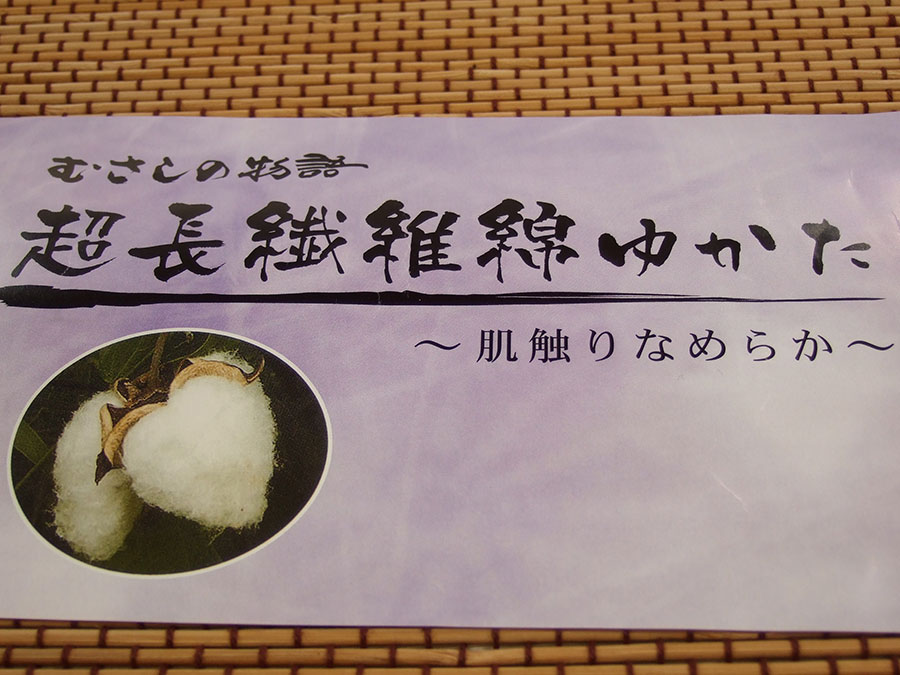 むさしの物語
超長繊維綿ゆかた
～肌触りなめらか～